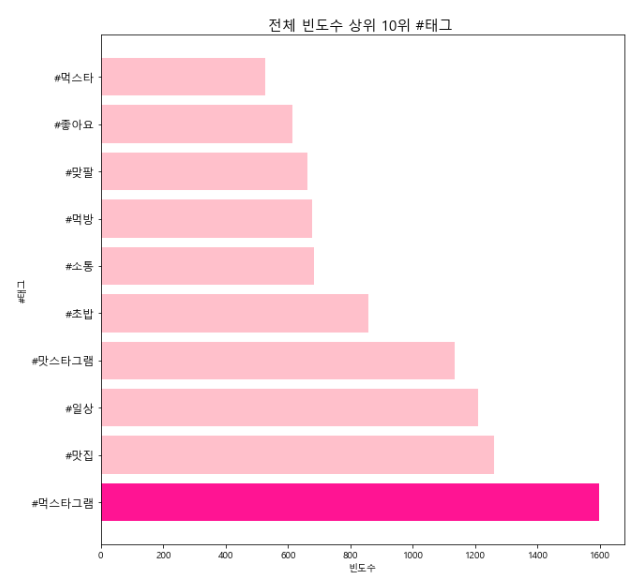 전체 빈도수 상위 10위 #태그
#먹스타
#좋아요
#맞팔
#먹방
#소통
#초밥
#맛스타그램
#일상
#맛집
#먹스타그램
#태그
0 200 400 600 800 1000 1200 1400 1600
빈도수